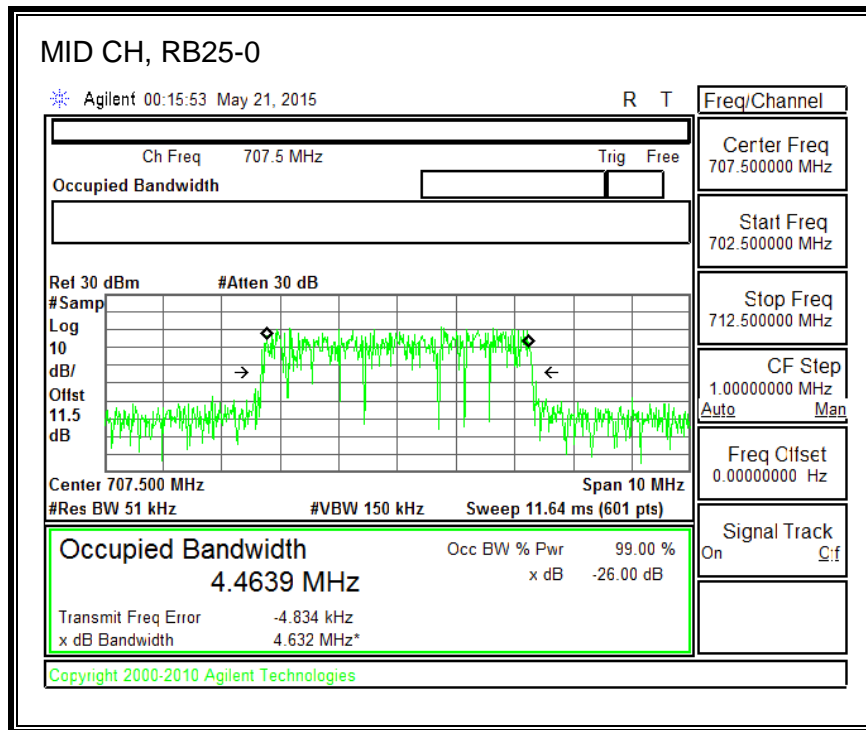 MID CH, RB25-0
Agilent 00:15:53 May 21, 2015 R T
Freq/Channel
Ch Freq 707.5 MHz Trig Free
Occupied Bandwidth
Center Freq
707.500000 MHz
Start Freq
702.500000 MHz
Stop Freq
712.500000 MHz
CF Step
1.00000000 MHz
Auto Man
Freq Offset
0.00000000 Hz
Signal Track
On Off
Ref 30 dBm #Atten 30 dB
#Samp
Log
10
dB/
Offst
11.5
dB
Center 707.500 MHz Span 10 MHz
#Res BW 51 kHz #VBW 150 kHz Sweep 11.64 ms (601 pts)
Occupied Bandwidth
4.4639 MHz
Occ BW % Pwr 99.00 %
x dB -26.00 dB
Transmit Freq Error -4.834 kHz
x dB Bandwidth 4.632 MHz*
Copyright 2000-2010 Agilent Technologies